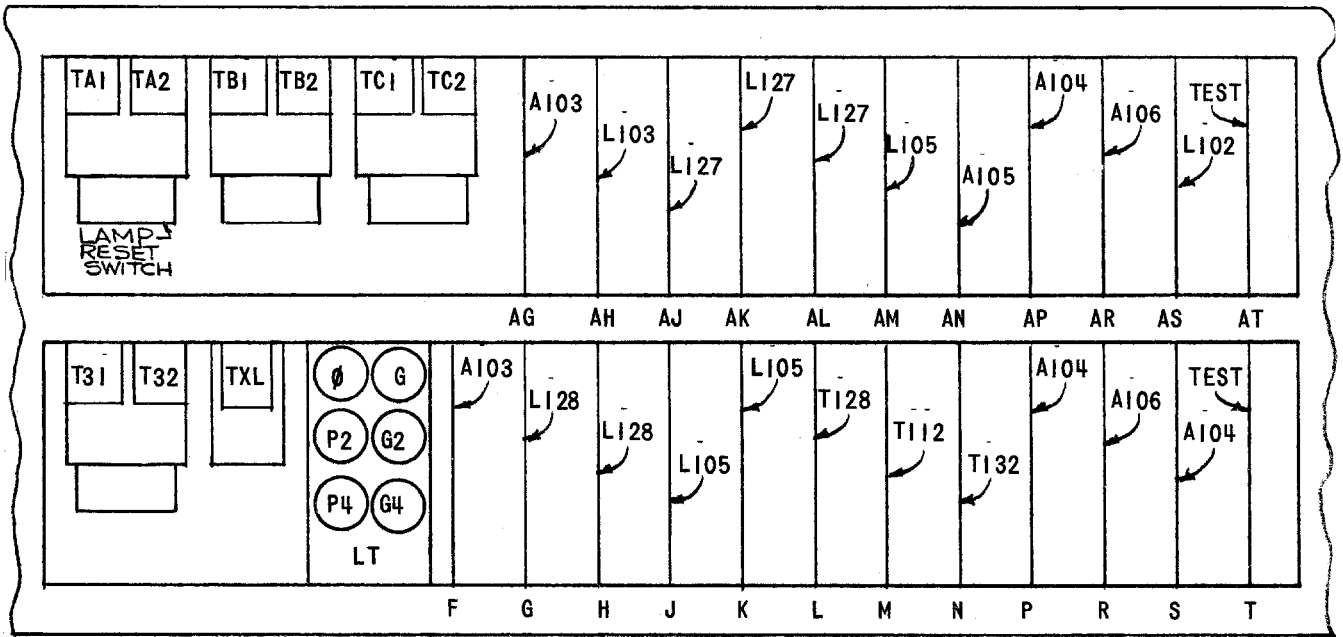 TA1 TA2 TB1 TB2 TC1 TC2
A103 L103 L127 L127 L127 L105 A105 A104 A106 L102 TEST
LAMP
RESET
SWITCH
AG AH AJ AK AL AM AN AP AR AS AT
T31 T32 TXL
Ø G
P2 G2
P4 G4
LT
A103 L128 L128 L105 L105 T128 T112 T132 A104 A106 A104 TEST
F G H J K L M N P R S T